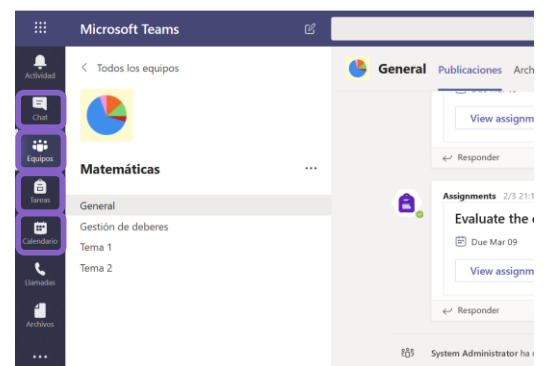 Microsoft Teams
Actividad
Chat
Equipos
Tareas
Calendario
Llamadas
Archivos
Todos los equipos
Matemáticas
General
Gestión de deberes
Tema 1
Tema 2
General Publicaciones Arch
View assignm
Responder
Assignments 2/3 21:1
Evaluate the
Due Mar 09
View assignm
Responder
System Administrator ha